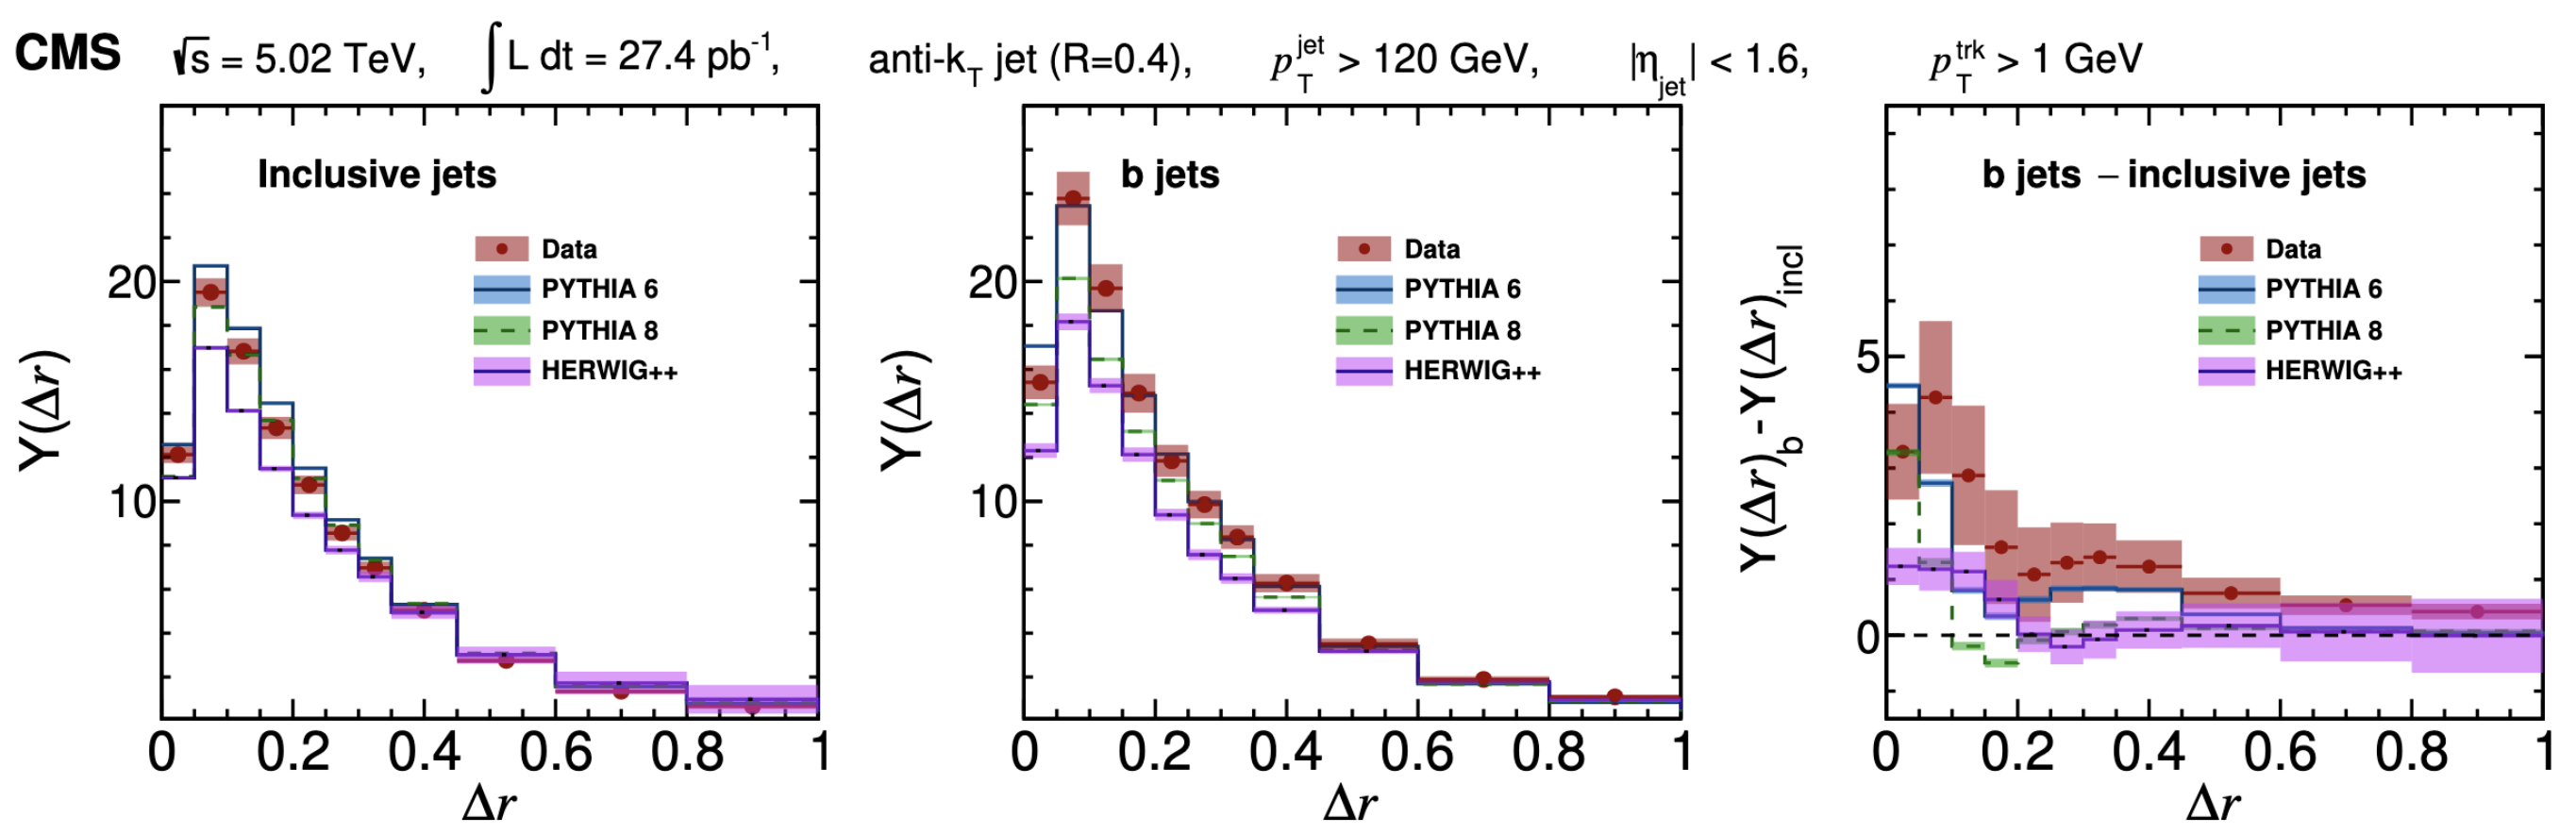 CMS √s = 5.02 TeV, ∫L dt = 27.4 pb⁻¹, anti-k_T jet (R=0.4), p_T^jet > 120 GeV, |η_jet| < 1.6, p_T^trk > 1 GeV
Inclusive jets
Data
PYTHIA 6
PYTHIA 8
HERWIG++
Y(Δr)
20
10
0 0.2 0.4 0.6 0.8 1
Δr
b jets
Data
PYTHIA 6
PYTHIA 8
HERWIG++
Y(Δr)
20
10
0 0.2 0.4 0.6 0.8 1
Δr
b jets – inclusive jets
Data
PYTHIA 6
PYTHIA 8
HERWIG++
Y(Δr)_b - Y(Δr)_incl
5
0
0 0.2 0.4 0.6 0.8 1
Δr